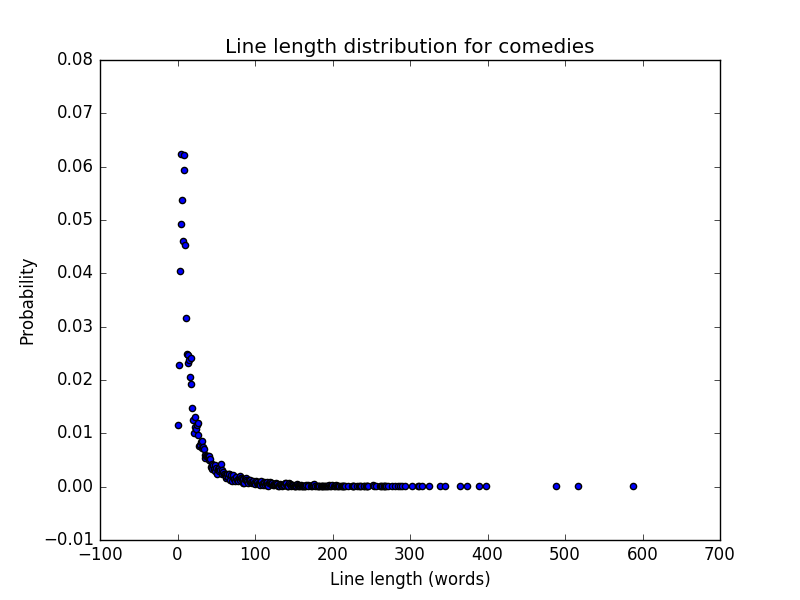 Line length distribution for comedies
0.08
0.07
0.06
0.05
0.04
0.03
0.02
0.01
0.00
−0.01
Probability
−100 0 100 200 300 400 500 600 700
Line length (words)